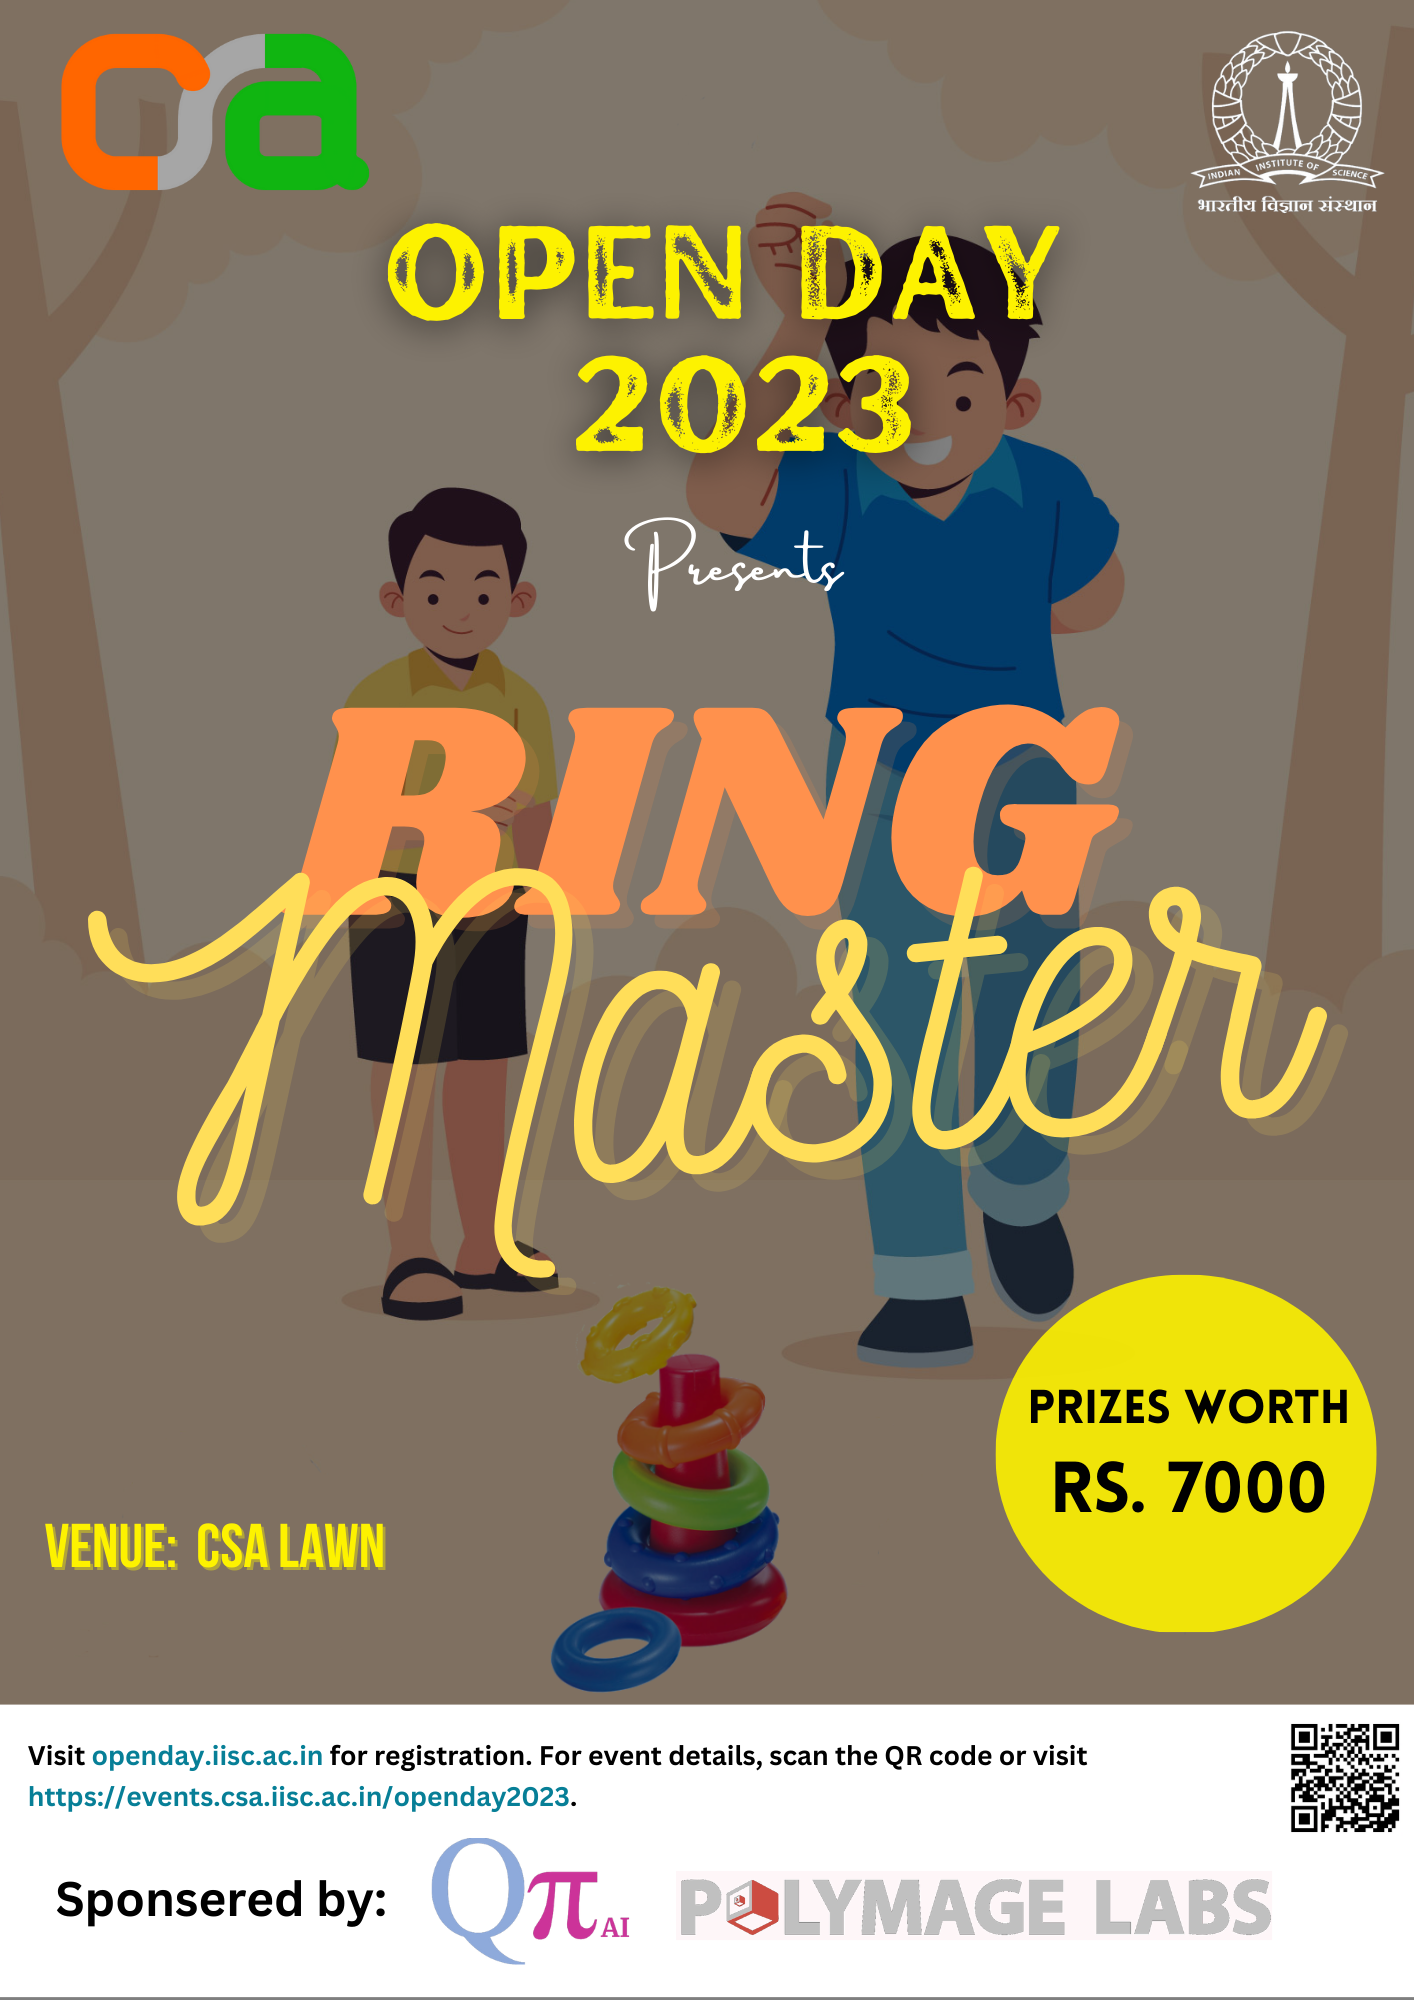 csa
INDIAN INSTITUTE OF SCIENCE
भारतीय विज्ञान संस्थान
OPEN DAY
2023
Presents
RING
Master
PRIZES WORTH
RS. 7000
VENUE: CSA LAWN
Visit openday.iisc.ac.in for registration. For event details, scan the QR code or visit
https://events.csa.iisc.ac.in/openday2023.
Sponsered by:
Qπ AI
POLYMAGE LABS